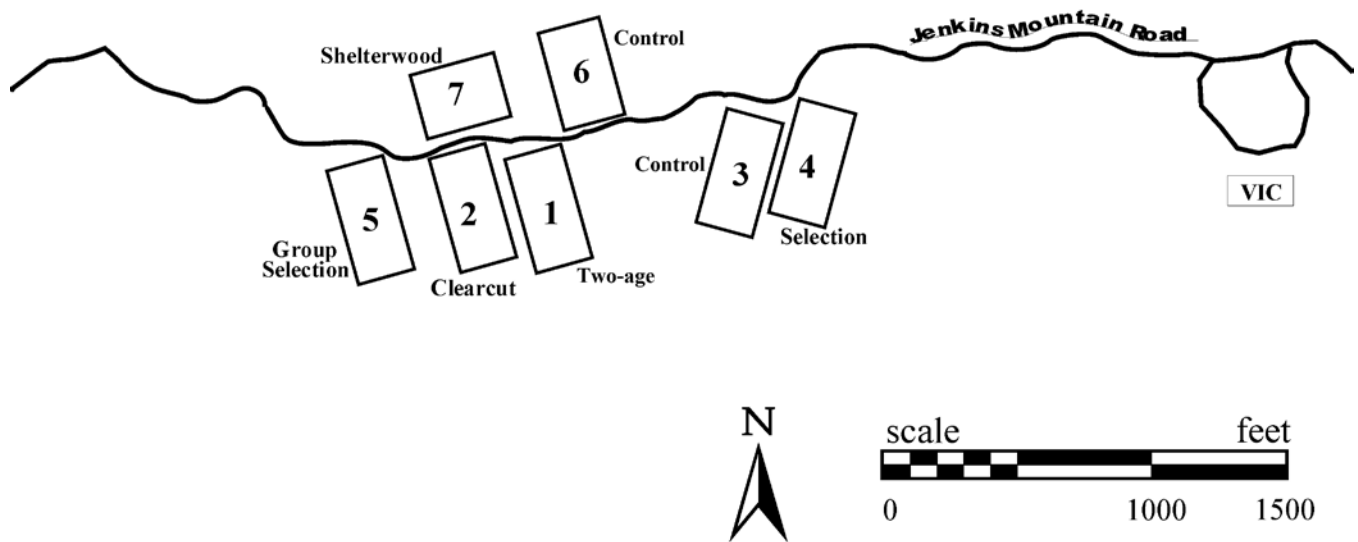 Jenkins Mountain Road
Control
6
Shelterwood
7
Control
3
4
Selection
VIC
5
Group
Selection
2
Clearcut
1
Two-age
N
scale feet
0 1000 1500